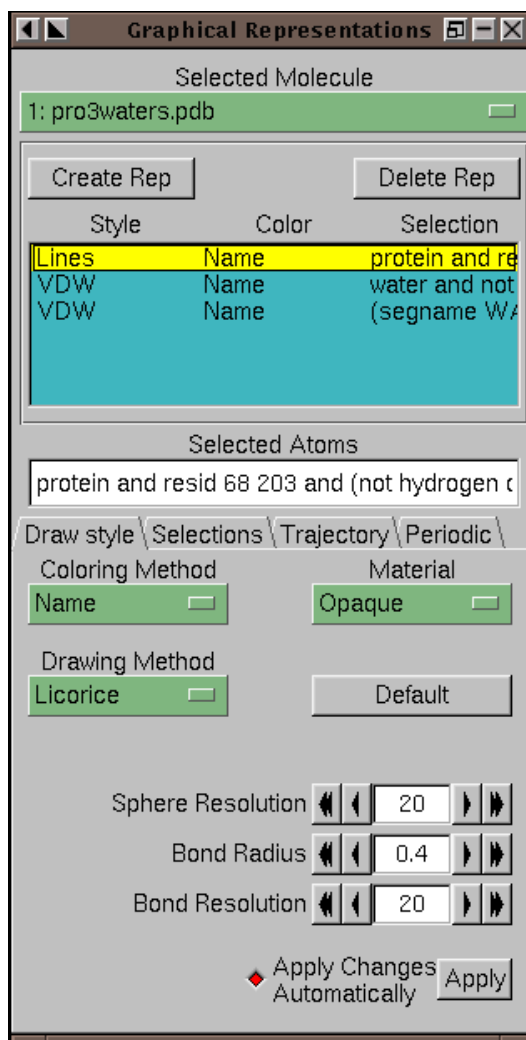 Graphical Representations
Selected Molecule
1: pro3waters.pdb
Create Rep Delete Rep
Style Color Selection
Lines Name protein and re
VDW Name water and not
VDW Name (segname WA
Selected Atoms
protein and resid 68 203 and (not hydrogen
Draw style Selections Trajectory Periodic
Coloring Method Material
Name Opaque
Drawing Method
Licorice Default
Sphere Resolution 20
Bond Radius 0.4
Bond Resolution 20
Apply Changes
Automatically Apply